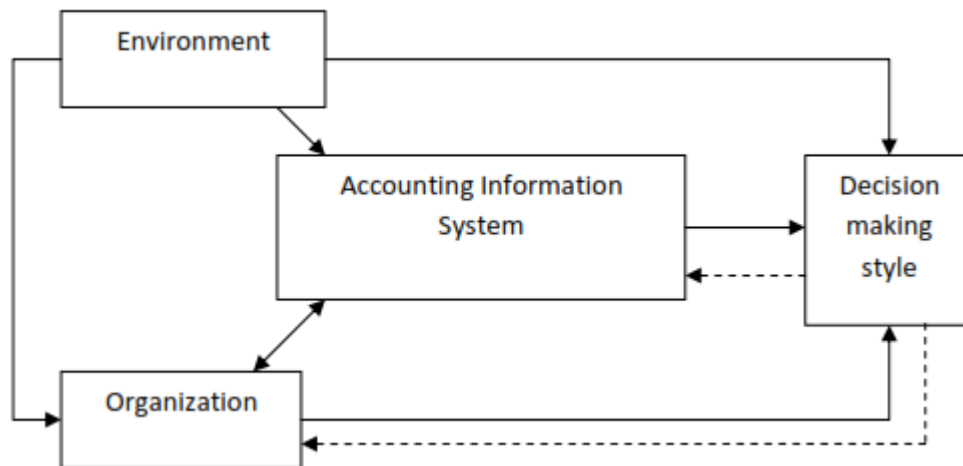 Environment
Accounting Information
System
Decision
making
style
Organization